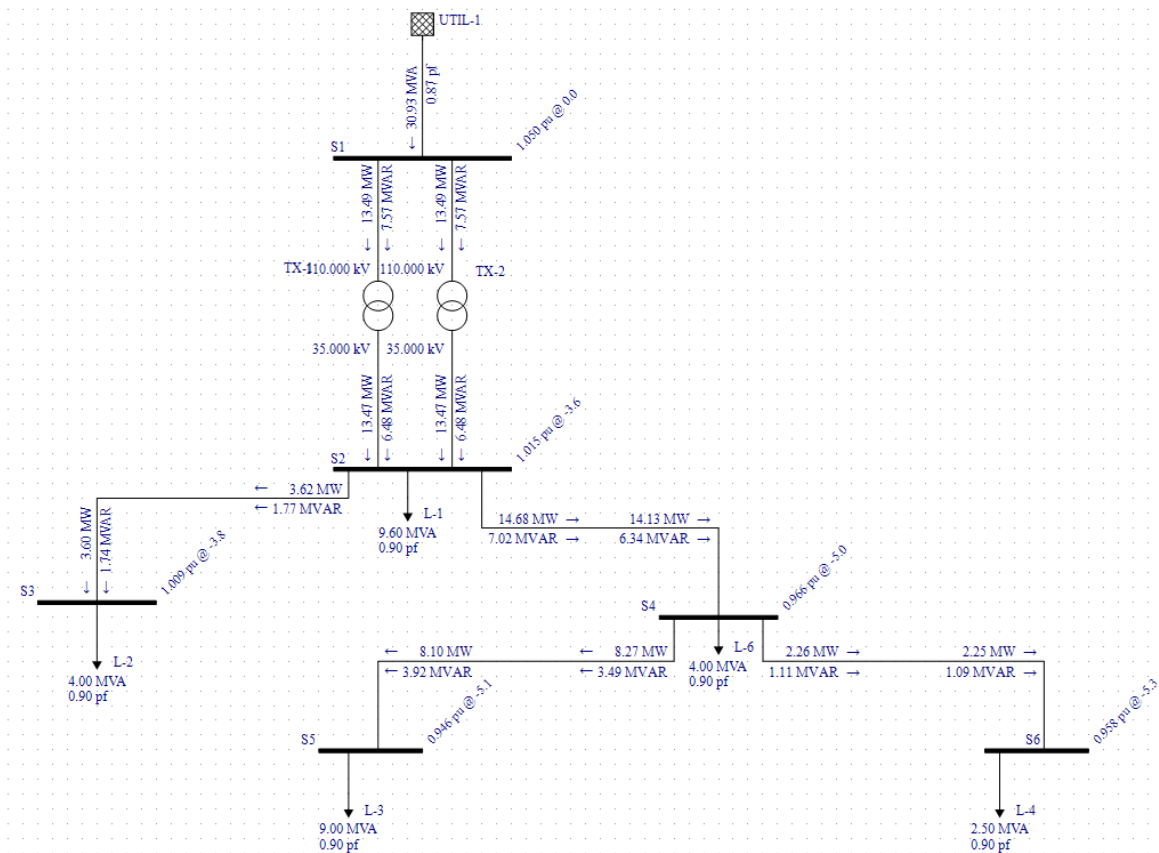 UTIL-1
30.93 MVA
0.87 pf
↓
S1
1.050 pu @ 0.0
13.49 MW
7.57 MVAR
13.49 MW
7.57 MVAR
↓ ↓ ↓ ↓
TX-1
110.000 kV
110.000 kV
TX-2
35.000 kV
35.000 kV
13.47 MW
6.48 MVAR
13.47 MW
6.48 MVAR
↓ ↓ ↓ ↓
S2
1.015 pu @ -3.6
← 3.62 MW
← 1.77 MVAR
L-1
9.60 MVA
0.90 pf
14.68 MW →
7.02 MVAR →
14.13 MW →
6.34 MVAR →
3.60 MW
1.74 MVAR
↓ ↓
S3
1.009 pu @ -3.8
L-2
4.00 MVA
0.90 pf
S4
0.966 pu @ -5.0
L-6
4.00 MVA
0.90 pf
← 8.10 MW
← 3.92 MVAR
← 8.27 MW
← 3.49 MVAR
2.26 MW →
1.11 MVAR →
2.25 MW →
1.09 MVAR →
S5
0.946 pu @ -5.1
L-3
9.00 MVA
0.90 pf
S6
0.958 pu @ -5.3
L-4
2.50 MVA
0.90 pf